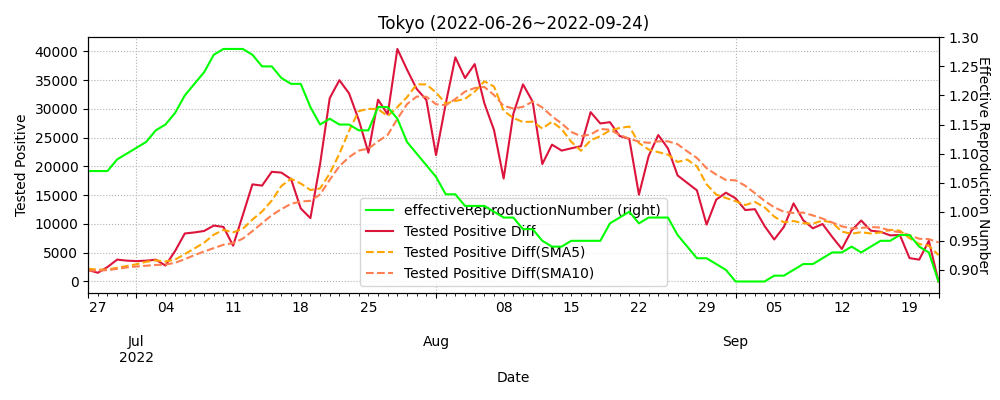 Tokyo (2022-06-26~2022-09-24)
Tested Positive
40000
35000
30000
25000
20000
15000
10000
5000
0
1.30
1.25
1.20
1.15
1.10
1.05
1.00
0.95
0.90
Effective Reproduction Number
effectiveReproductionNumber (right)
Tested Positive Diff
Tested Positive Diff(SMA5)
Tested Positive Diff(SMA10)
27 04 11 18 25 08 15 22 29 05 12 19
Jul Aug Sep
2022
Date